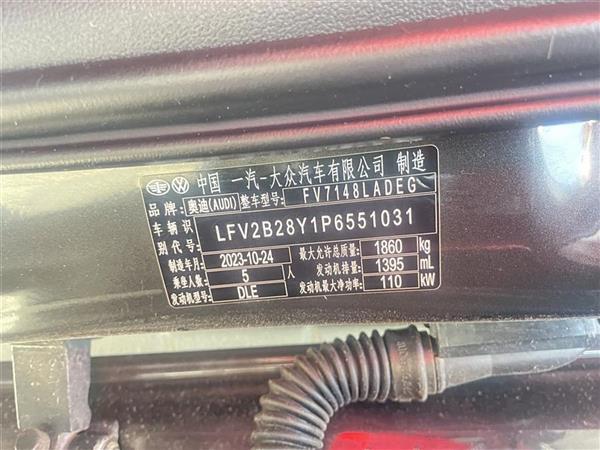 中国 一汽-大众汽车有限公司 制造
品牌: 奥迪(AUDI) 整车型号: FV7148LADEG
车辆识别代号: LFV2B28Y1P6551031
制造年月: 2023-10-24 最大允许总质量: 1860 kg
乘坐人数: 5 人 发动机排量: 1395 mL
发动机型号: DLE 发动机最大净功率: 110 kW